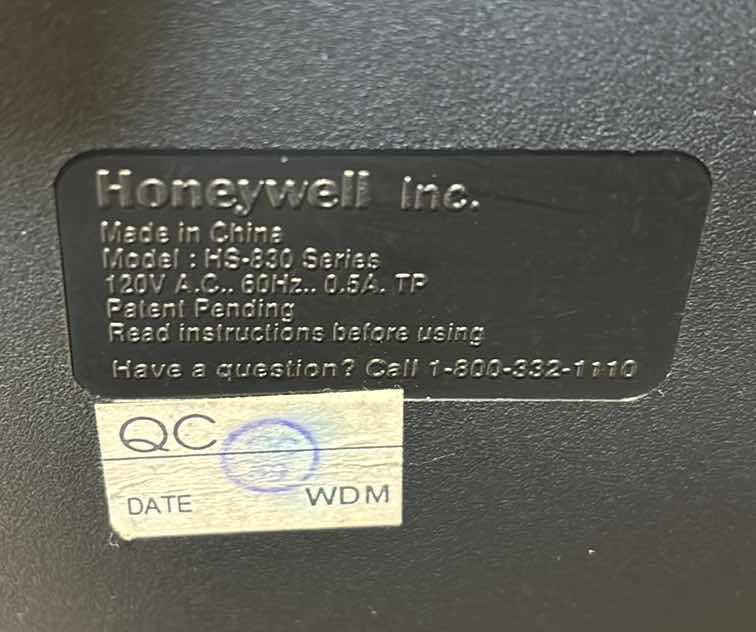 Honeywell Inc.
Made in China
Model : HS-830 Series
120V A.C.. 60Hz.. 0.5A. TP
Patent Pending
Read instructions before using
Have a question? Call 1-800-332-1110
QC
DATE WDM